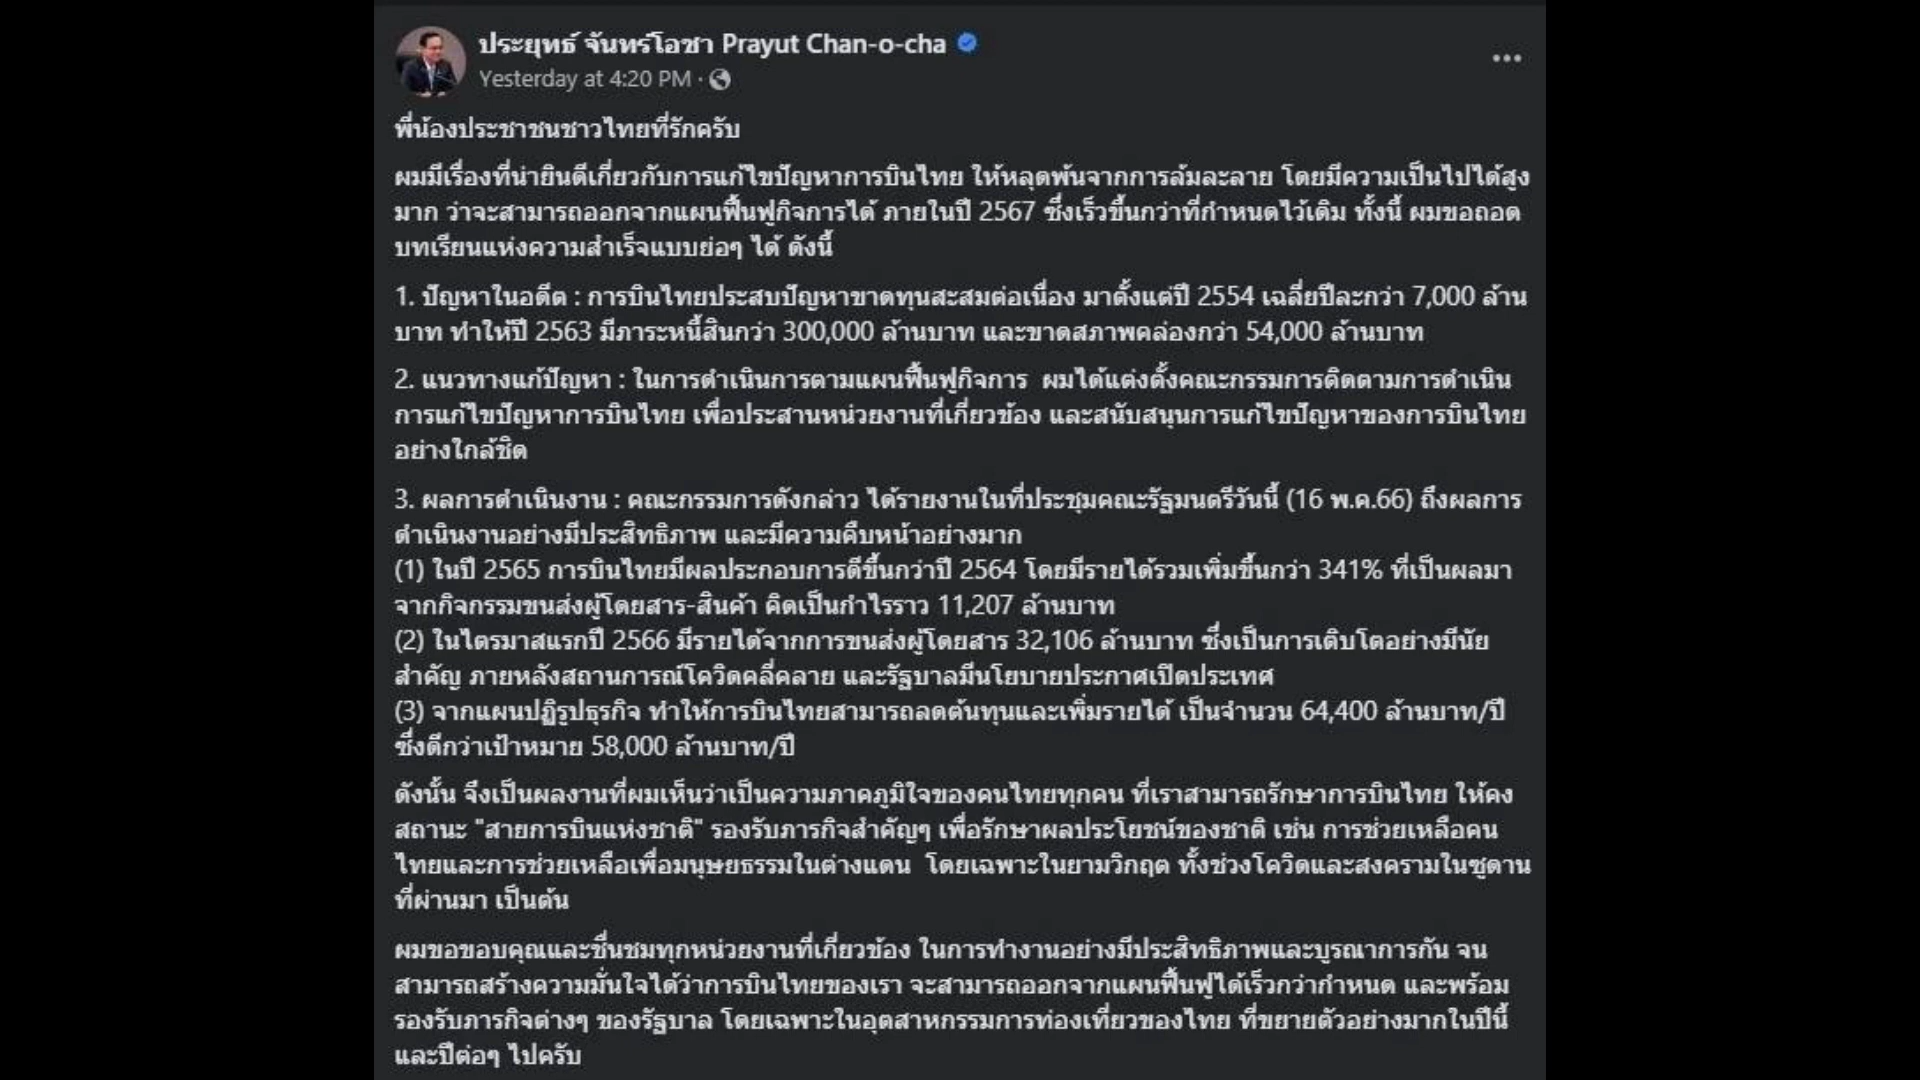 ประยุทธ์ จันทร์โอชา Prayut Chan-o-cha
Yesterday at 4:20 PM ·
พี่น้องประชาชนชาวไทยที่รักครับ
ผมมีเรื่องที่น่ายินดีเกี่ยวกับการแก้ไขปัญหาการบินไทย ให้หลุดพ้นจากการล้มละลาย โดยมีความเป็นไปได้สูง
มาก ว่าจะสามารถออกจากแผนฟื้นฟูกิจการได้ ภายในปี 2567 ซึ่งเร็วขึ้นกว่าที่กำหนดไว้เดิม ทั้งนี้ ผมขอถอด
บทเรียนแห่งความสำเร็จแบบย่อๆ ได้ ดังนี้
1. ปัญหาในอดีต : การบินไทยประสบปัญหาขาดทุนสะสมต่อเนื่อง มาตั้งแต่ปี 2554 เฉลี่ยปีละกว่า 7,000 ล้าน
บาท ทำให้ปี 2563 มีภาระหนี้สินกว่า 300,000 ล้านบาท และขาดสภาพคล่องกว่า 54,000 ล้านบาท
2. แนวทางแก้ปัญหา : ในการดำเนินการตามแผนฟื้นฟูกิจการ  ผมได้แต่งตั้งคณะกรรมการติดตามการดำเนิน
การแก้ไขปัญหาการบินไทย เพื่อประสานหน่วยงานที่เกี่ยวข้อง และสนับสนุนการแก้ไขปัญหาของการบินไทย
อย่างใกล้ชิด
3. ผลการดำเนินงาน : คณะกรรมการดังกล่าว ได้รายงานในที่ประชุมคณะรัฐมนตรีวันนี้ (16 พ.ค.66) ถึงผลการ
ดำเนินงานอย่างมีประสิทธิภาพ และมีความคืบหน้าอย่างมาก
(1) ในปี 2565 การบินไทยมีผลประกอบการดีขึ้นกว่าปี 2564 โดยมีรายได้รวมเพิ่มขึ้นกว่า 341% ที่เป็นผลมา
จากกิจกรรมขนส่งผู้โดยสาร-สินค้า คิดเป็นกำไรราว 11,207 ล้านบาท
(2) ในไตรมาสแรกปี 2566 มีรายได้จากการขนส่งผู้โดยสาร 32,106 ล้านบาท ซึ่งเป็นการเติบโตอย่างมีนัย
สำคัญ ภายหลังสถานการณ์โควิดคลี่คลาย และรัฐบาลมีนโยบายประกาศเปิดประเทศ
(3) จากแผนปฏิรูปธุรกิจ ทำให้การบินไทยสามารถลดต้นทุนและเพิ่มรายได้ เป็นจำนวน 64,400 ล้านบาท/ปี
ซึ่งดีกว่าเป้าหมาย 58,000 ล้านบาท/ปี
ดังนั้น จึงเป็นผลงานที่ผมเห็นว่าเป็นความภาคภูมิใจของคนไทยทุกคน ที่เราสามารถรักษาการบินไทย ให้คง
สถานะ "สายการบินแห่งชาติ" รองรับภารกิจสำคัญๆ เพื่อรักษาผลประโยชน์ของชาติ เช่น การช่วยเหลือคน
ไทยและการช่วยเหลือเพื่อมนุษยธรรมในต่างแดน  โดยเฉพาะในยามวิกฤต ทั้งช่วงโควิดและสงครามในซูดาน
ที่ผ่านมา เป็นต้น
ผมขอขอบคุณและชื่นชมทุกหน่วยงานที่เกี่ยวข้อง ในการทำงานอย่างมีประสิทธิภาพและบูรณาการกัน จน
สามารถสร้างความมั่นใจได้ว่าการบินไทยของเรา จะสามารถออกจากแผนฟื้นฟูได้เร็วกว่ากำหนด และพร้อม
รองรับภารกิจต่างๆ ของรัฐบาล โดยเฉพาะในอุตสาหกรรมการท่องเที่ยวของไทย ที่ขยายตัวอย่างมากในปีนี้
และปีต่อๆ ไปครับ